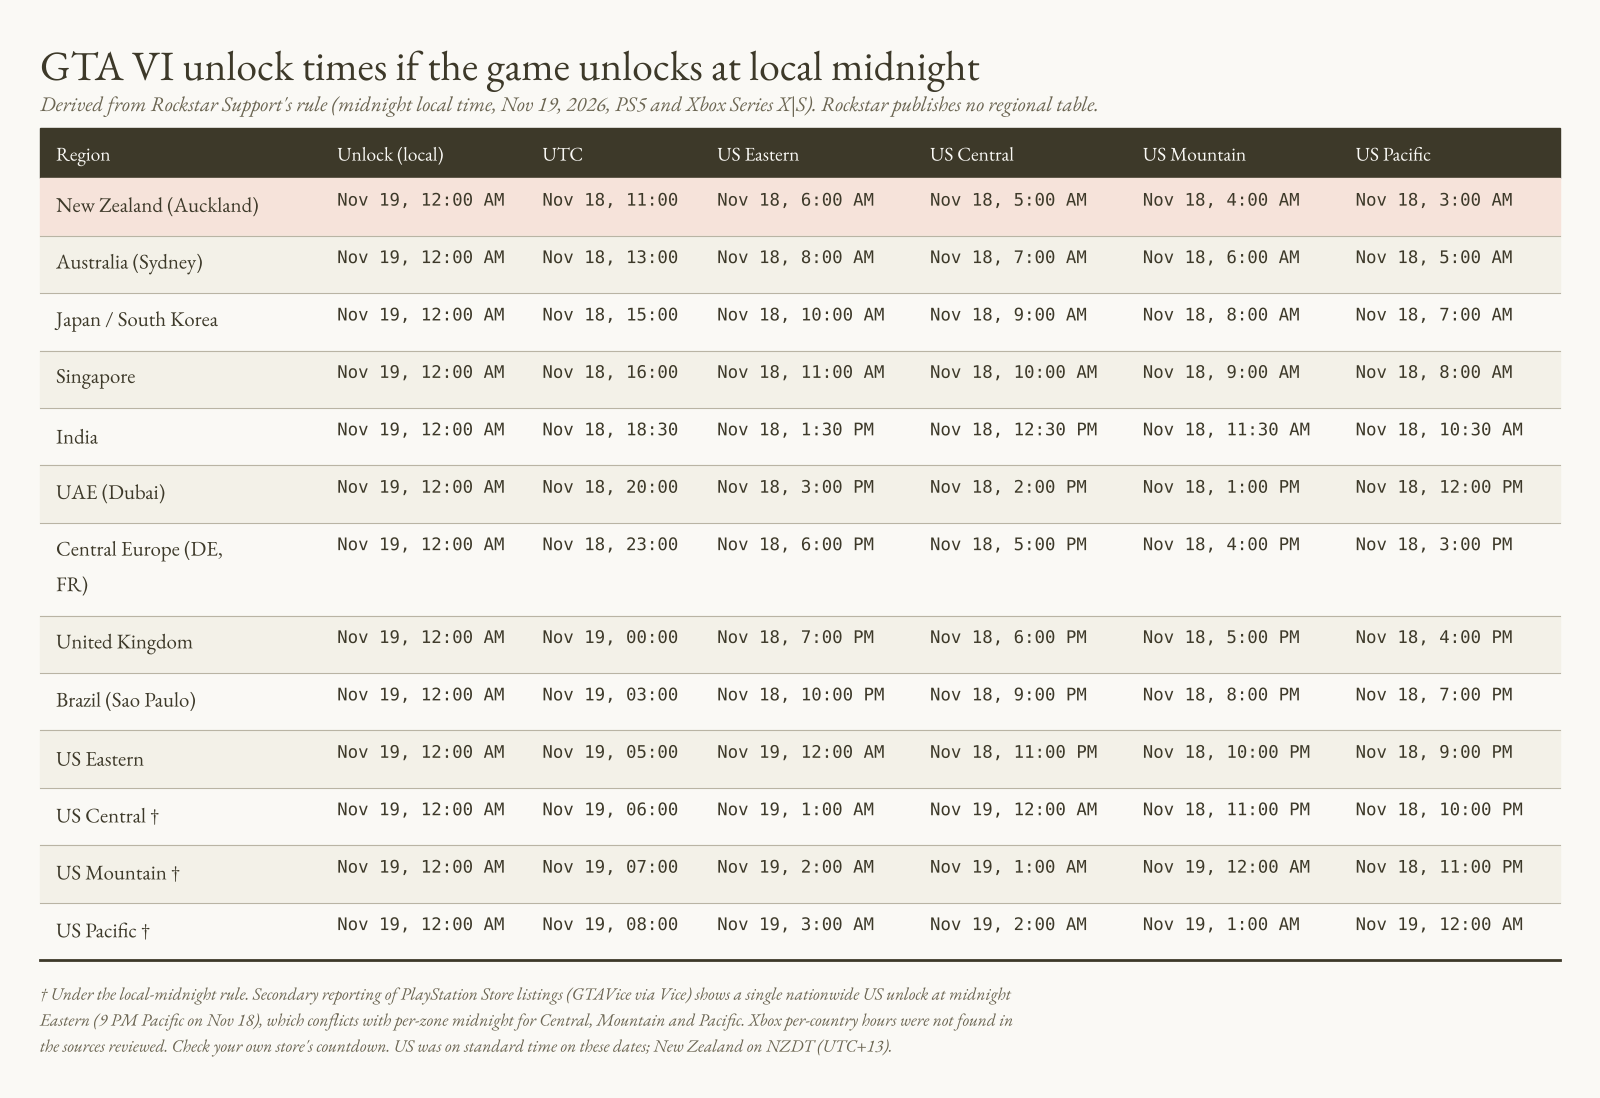 GTA VI unlock times if the game unlocks at local midnight
Derived from Rockstar Support's rule (midnight local time, Nov 19, 2026, PS5 and Xbox Series X|S). Rockstar publishes no regional table.
Region Unlock (local) UTC US Eastern US Central US Mountain US Pacific
New Zealand (Auckland) Nov 19, 12:00 AM Nov 18, 11:00 Nov 18, 6:00 AM Nov 18, 5:00 AM Nov 18, 4:00 AM Nov 18, 3:00 AM
Australia (Sydney) Nov 19, 12:00 AM Nov 18, 13:00 Nov 18, 8:00 AM Nov 18, 7:00 AM Nov 18, 6:00 AM Nov 18, 5:00 AM
Japan / South Korea Nov 19, 12:00 AM Nov 18, 15:00 Nov 18, 10:00 AM Nov 18, 9:00 AM Nov 18, 8:00 AM Nov 18, 7:00 AM
Singapore Nov 19, 12:00 AM Nov 18, 16:00 Nov 18, 11:00 AM Nov 18, 10:00 AM Nov 18, 9:00 AM Nov 18, 8:00 AM
India Nov 19, 12:00 AM Nov 18, 18:30 Nov 18, 1:30 PM Nov 18, 12:30 PM Nov 18, 11:30 AM Nov 18, 10:30 AM
UAE (Dubai) Nov 19, 12:00 AM Nov 18, 20:00 Nov 18, 3:00 PM Nov 18, 2:00 PM Nov 18, 1:00 PM Nov 18, 12:00 PM
Central Europe (DE, Nov 19, 12:00 AM Nov 18, 23:00 Nov 18, 6:00 PM Nov 18, 5:00 PM Nov 18, 4:00 PM Nov 18, 3:00 PM
FR)
United Kingdom Nov 19, 12:00 AM Nov 19, 00:00 Nov 18, 7:00 PM Nov 18, 6:00 PM Nov 18, 5:00 PM Nov 18, 4:00 PM
Brazil (Sao Paulo) Nov 19, 12:00 AM Nov 19, 03:00 Nov 18, 10:00 PM Nov 18, 9:00 PM Nov 18, 8:00 PM Nov 18, 7:00 PM
US Eastern Nov 19, 12:00 AM Nov 19, 05:00 Nov 19, 12:00 AM Nov 18, 11:00 PM Nov 18, 10:00 PM Nov 18, 9:00 PM
US Central † Nov 19, 12:00 AM Nov 19, 06:00 Nov 19, 1:00 AM Nov 19, 12:00 AM Nov 18, 11:00 PM Nov 18, 10:00 PM
US Mountain † Nov 19, 12:00 AM Nov 19, 07:00 Nov 19, 2:00 AM Nov 19, 1:00 AM Nov 19, 12:00 AM Nov 18, 11:00 PM
US Pacific † Nov 19, 12:00 AM Nov 19, 08:00 Nov 19, 3:00 AM Nov 19, 2:00 AM Nov 19, 1:00 AM Nov 19, 12:00 AM
† Under the local-midnight rule. Secondary reporting of PlayStation Store listings (GTAVice via Vice) shows a single nationwide US unlock at midnight
Eastern (9 PM Pacific on Nov 18), which conflicts with per-zone midnight for Central, Mountain and Pacific. Xbox per-country hours were not found in
the sources reviewed. Check your own store's countdown. US was on standard time on these dates; New Zealand on NZDT (UTC+13).